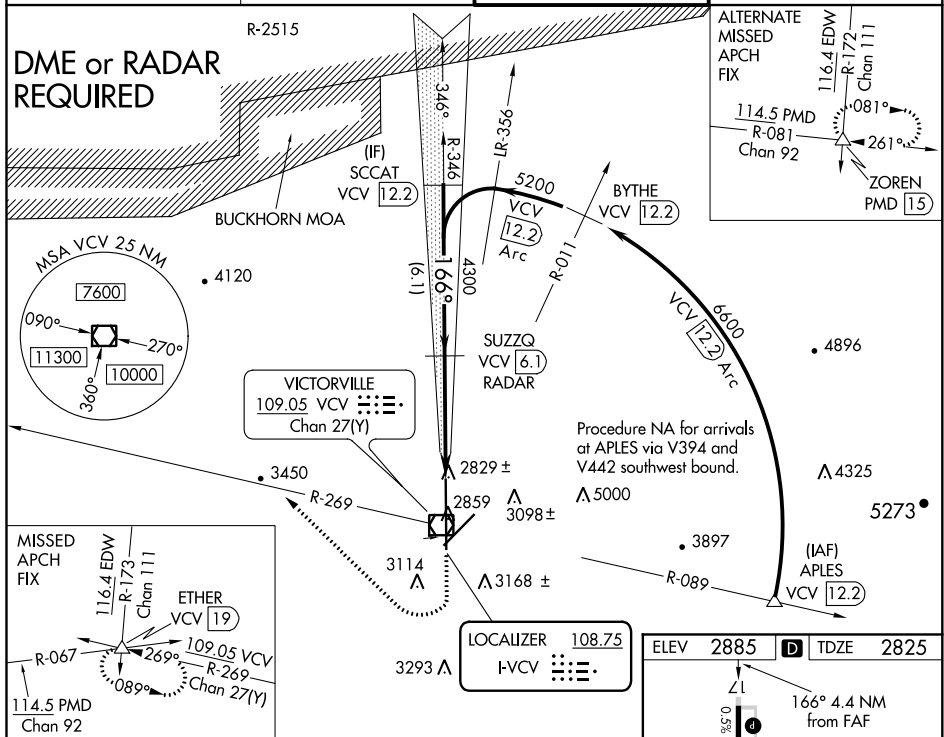 R-2515
DME or RADAR
REQUIRED
ALTERNATE
MISSED
APCH
FIX
116.4 EDW
R-172
Chan 111
081°
114.5 PMD
R-081
Chan 92
261°
ZOREN
PMD 15
346°
R-346
LR-356
(IF)
SCCAT
VCV 12.2
5200
VCV
12.2
Arc
BYTHE
VCV 12.2
R-011
BUCKHORN MOA
MSA VCV 25 NM
7600
090°
270°
11300
10000
360°
4120
166°
(6.1)
4300
6600
VCV 12.2 Arc
SUZZQ
VCV 6.1
RADAR
4896
VICTORVILLE
109.05 VCV
Chan 27(Y)
Procedure NA for arrivals
at APLES via V394 and
V442 southwest bound.
3450
R-269
2829 ±
2859
3098 ±
5000
4325
5273
3897
R-089
(IAF)
APLES
VCV 12.2
3114
3168 ±
3293
LOCALIZER 108.75
I-VCV
MISSED
APCH
FIX
116.4 EDW
R-173
Chan 111
ETHER
VCV 19
R-067
109.05 VCV
269°
R-269
Chan 27(Y)
089°
114.5 PMD
Chan 92
ELEV 2885 D TDZE 2825
17
0.5%
P
166° 4.4 NM
from FAF